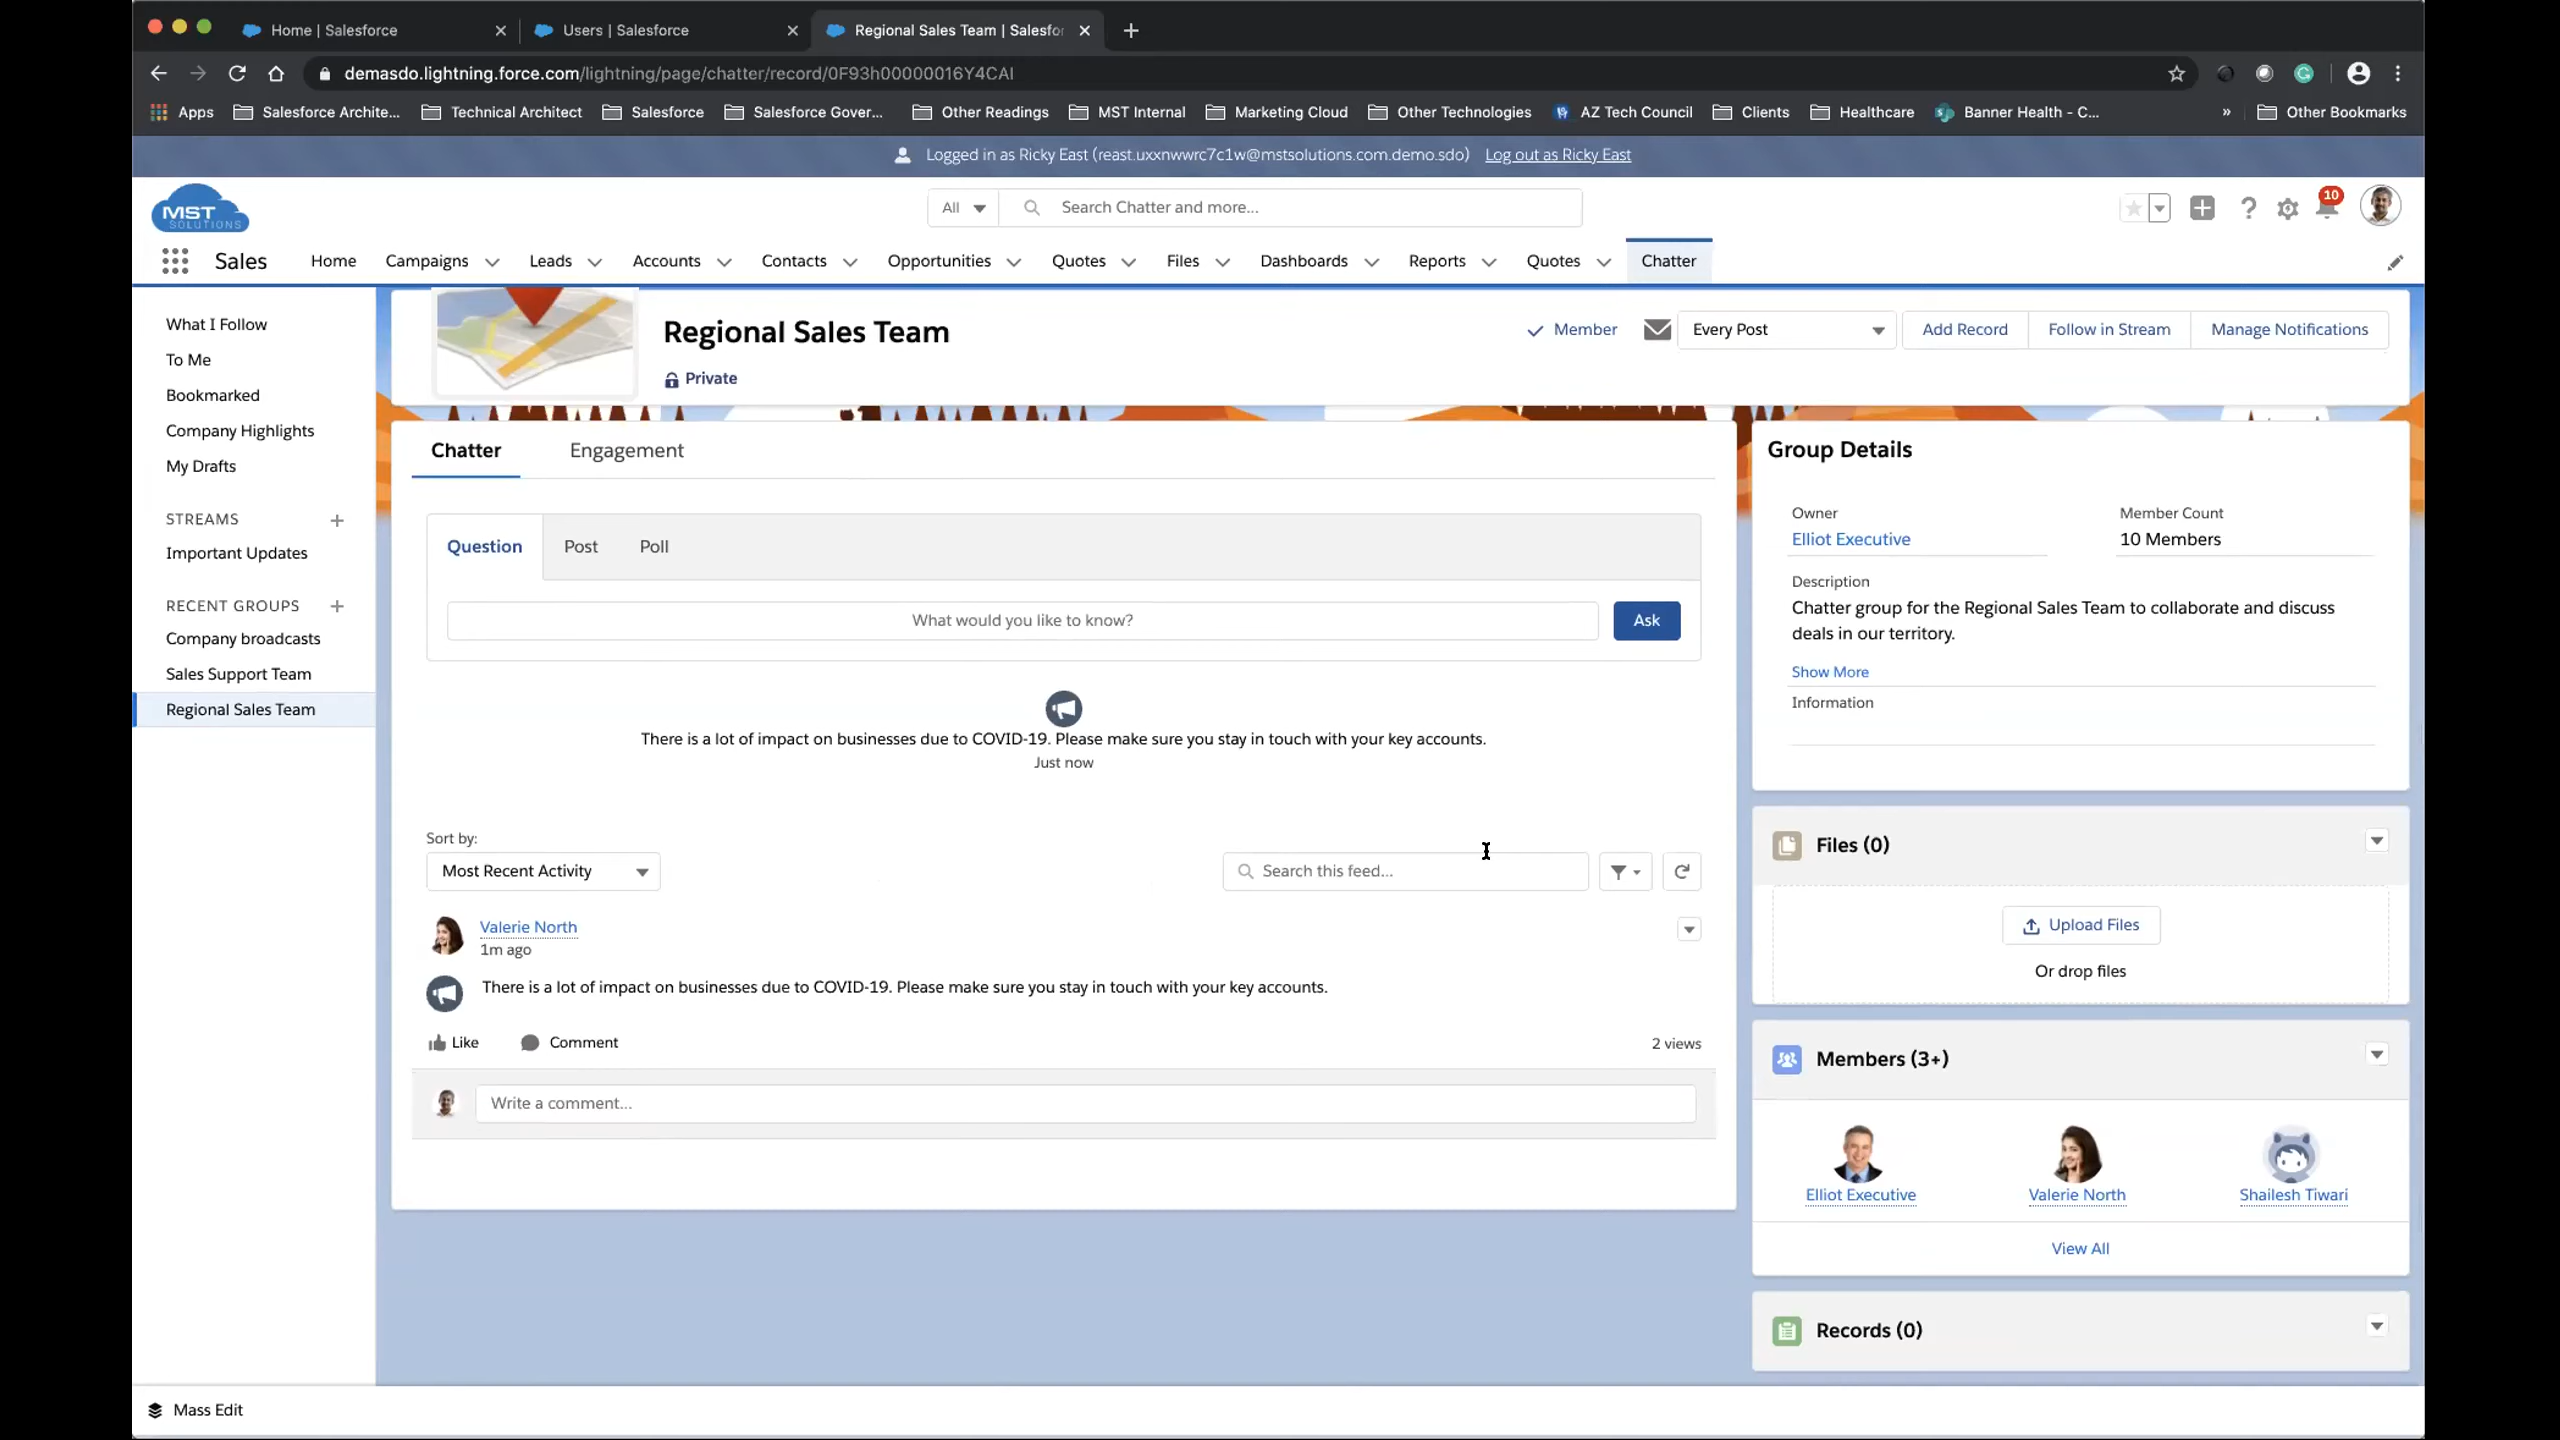 Home | Salesforce
Users | Salesforce
Regional Sales Team | Salesfor
demasdo.lightning.force.com/lightning/page/chatter/record/0F93h00000016Y4CAI
Apps
Salesforce Archite...
Technical Architect
Salesforce
Salesforce Gover...
Other Readings
MST Internal
Marketing Cloud
Other Technologies
AZ Tech Council
Clients
Healthcare
Banner Health - C...
»
Other Bookmarks
Logged in as Ricky East (reast.uxxnwwrc7c1w@mstsolutions.com.demo.sdo) Log out as Ricky East
MST
SOLUTIONS
All
Search Chatter and more...
10
Sales
Home
Campaigns
Leads
Accounts
Contacts
Opportunities
Quotes
Files
Dashboards
Reports
Quotes
Chatter
What I Follow
To Me
Bookmarked
Company Highlights
My Drafts
STREAMS
Important Updates
RECENT GROUPS
Company broadcasts
Sales Support Team
Regional Sales Team
Regional Sales Team
Private
Member
Every Post
Add Record
Follow in Stream
Manage Notifications
Chatter
Engagement
Question
Post
Poll
What would you like to know?
Ask
There is a lot of impact on businesses due to COVID-19. Please make sure you stay in touch with your key accounts.
Just now
Sort by:
Most Recent Activity
Search this feed...
Valerie North
1m ago
There is a lot of impact on businesses due to COVID-19. Please make sure you stay in touch with your key accounts.
Like
Comment
2 views
Write a comment...
Group Details
Owner
Elliot Executive
Member Count
10 Members
Description
Chatter group for the Regional Sales Team to collaborate and discuss
deals in our territory.
Show More
Information
Files (0)
Upload Files
Or drop files
Members (3+)
Elliot Executive
Valerie North
Shailesh Tiwari
View All
Records (0)
Mass Edit